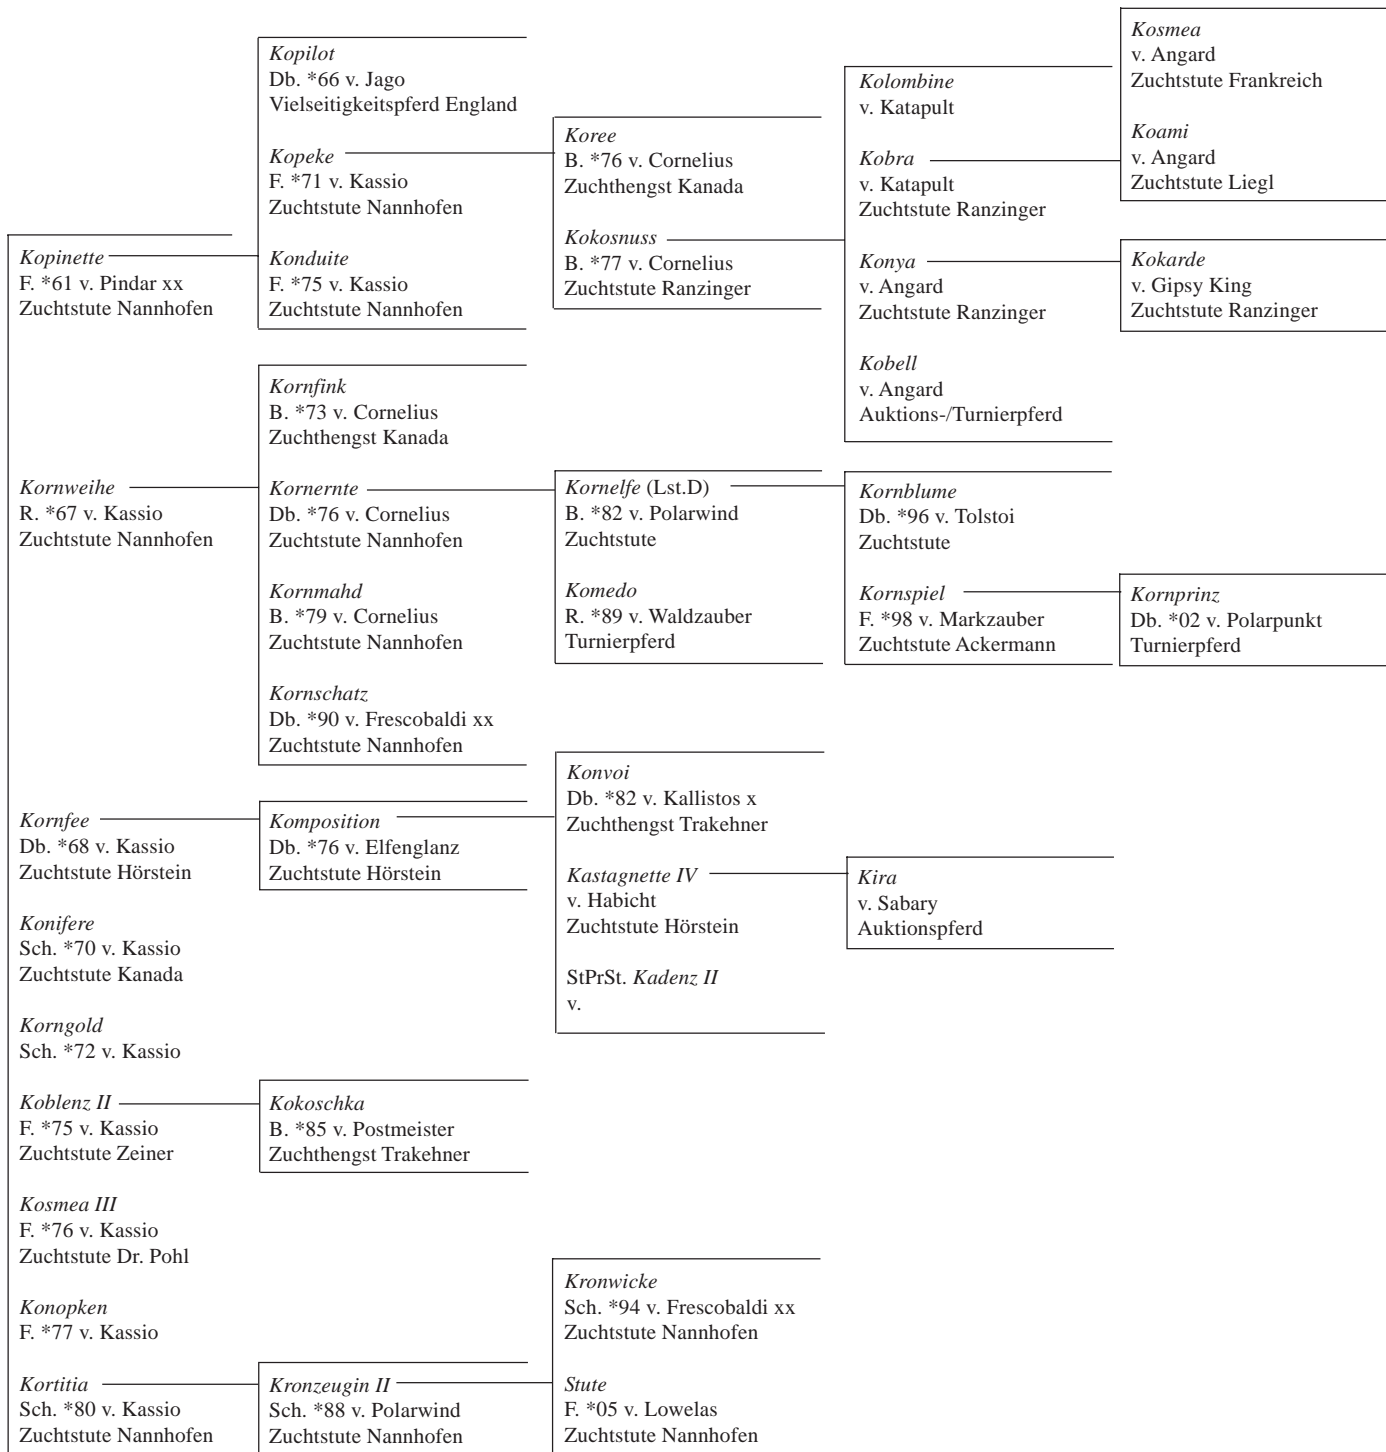 Kopinette
F. *61 v. Pindar xx
Zuchtstute Nannhofen
Kornweihe
R. *67 v. Kassio
Zuchtstute Nannhofen
Kornfee
Db. *68 v. Kassio
Zuchtstute Hörstein
Konifere
Sch. *70 v. Kassio
Zuchtstute Kanada
Korngold
Sch. *72 v. Kassio
Koblenz II
F. *75 v. Kassio
Zuchtstute Zeiner
Kosmea III
F. *76 v. Kassio
Zuchtstute Dr. Pohl
Konopken
F. *77 v. Kassio
Kortitia
Sch. *80 v. Kassio
Zuchtstute Nannhofen
Kopilot
Db. *66 v. Jago
Vielseitigkeitspferd England
Kopeke
F. *71 v. Kassio
Zuchtstute Nannhofen
Konduite
F. *75 v. Kassio
Zuchtstute Nannhofen
Kornfink
B. *73 v. Cornelius
Zuchthengst Kanada
Kornernte
Db. *76 v. Cornelius
Zuchtstute Nannhofen
Kornmahd
B. *79 v. Cornelius
Zuchtstute Nannhofen
Kornschatz
Db. *90 v. Frescobaldi xx
Zuchtstute Nannhofen
Komposition
Db. *76 v. Elfenglanz
Zuchtstute Hörstein
Kokoschka
B. *85 v. Postmeister
Zuchthengst Trakehner
Kronzeugin II
Sch. *88 v. Polarwind
Zuchtstute Nannhofen
Koree
B. *76 v. Cornelius
Zuchthengst Kanada
Kokosnuss
B. *77 v. Cornelius
Zuchtstute Ranzinger
Kornelfe (Lst.D)
B. *82 v. Polarwind
Zuchtstute
Komedo
R. *89 v. Waldzauber
Turnierpferd
Konvoi
Db. *82 v. Kallistos x
Zuchthengst Trakehner
Kastagnette IV
v. Habicht
Zuchtstute Hörstein
StPrSt. Kadenz II
v.
Kronwicke
Sch. *94 v. Frescobaldi xx
Zuchtstute Nannhofen
Stute
F. *05 v. Lowelas
Zuchtstute Nannhofen
Kolombine
v. Katapult
Kobra
v. Katapult
Zuchtstute Ranzinger
Konya
v. Angard
Zuchtstute Ranzinger
Kobell
v. Angard
Auktions-/Turnierpferd
Kornblume
Db. *96 v. Tolstoi
Zuchtstute
Kornspiel
F. *98 v. Markzauber
Zuchtstute Ackermann
Kira
v. Sabary
Auktionspferd
Kosmea
v. Angard
Zuchtstute Frankreich
Koami
v. Angard
Zuchtstute Liegl
Kokarde
v. Gipsy King
Zuchtstute Ranzinger
Kornprinz
Db. *02 v. Polarpunkt
Turnierpferd